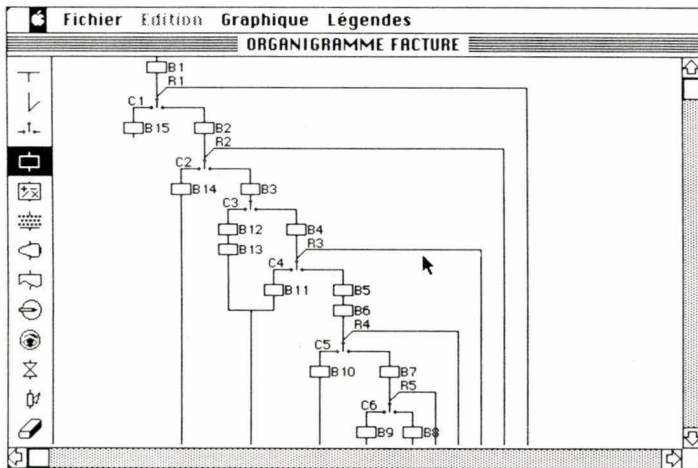 Fichier Edition Graphique Légendes
ORGANIGRAMME FACTURE
B1
R1
C1
B15 B2
R2
C2
B14 B3
C3
B12 B4
B13 R3
C4
B11 B5
B6
R4
C5
B10 B7
R5
C6
B9 B8